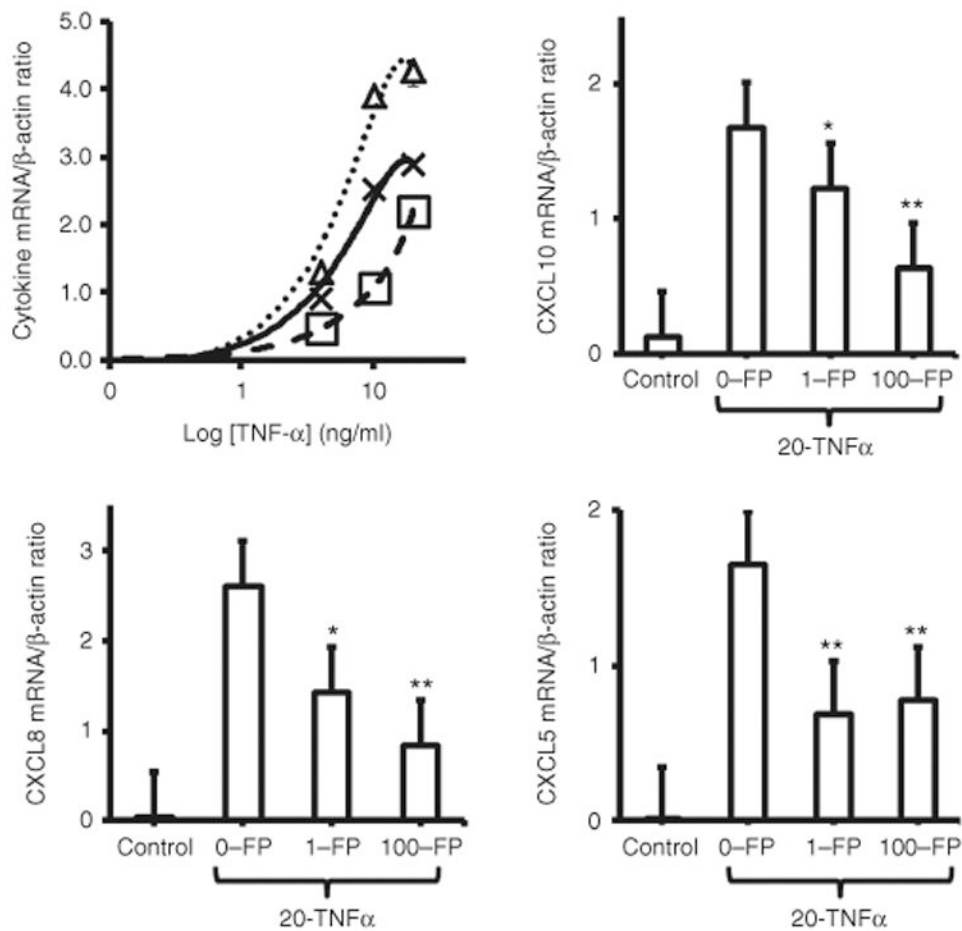 Cytokine mRNA/β-actin ratio
5.0
4.0
3.0
2.0
1.0
0.0
0 1 10
Log [TNF-α] (ng/ml)
CXCL10 mRNA/β-actin ratio
2
1
0
*
**
Control 0–FP 1–FP 100–FP
20-TNFα
CXCL8 mRNA/β-actin ratio
3
2
1
0
*
**
Control 0–FP 1–FP 100–FP
20-TNFα
CXCL5 mRNA/β-actin ratio
2
1
0
**
**
Control 0–FP 1–FP 100–FP
20-TNFα